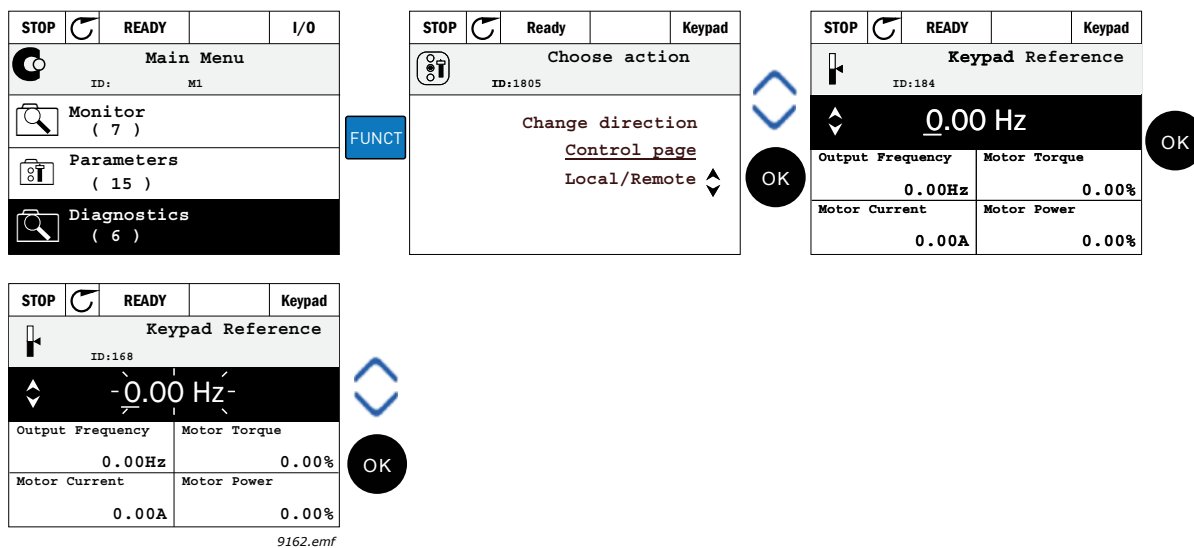 STOP READY I/O
Main Menu
ID: M1
Monitor
( 7 )
Parameters
( 15 )
Diagnostics
( 6 )
FUNCT
STOP Ready Keypad
Choose action
ID:1805
Change direction
Control page
Local/Remote
OK
STOP READY Keypad
Keypad Reference
ID:184
0.00 Hz
Output Frequency Motor Torque
0.00Hz 0.00%
Motor Current Motor Power
0.00A 0.00%
OK
STOP READY Keypad
Keypad Reference
ID:168
0.00 Hz
Output Frequency Motor Torque
0.00Hz 0.00%
Motor Current Motor Power
0.00A 0.00%
OK
9162.emf